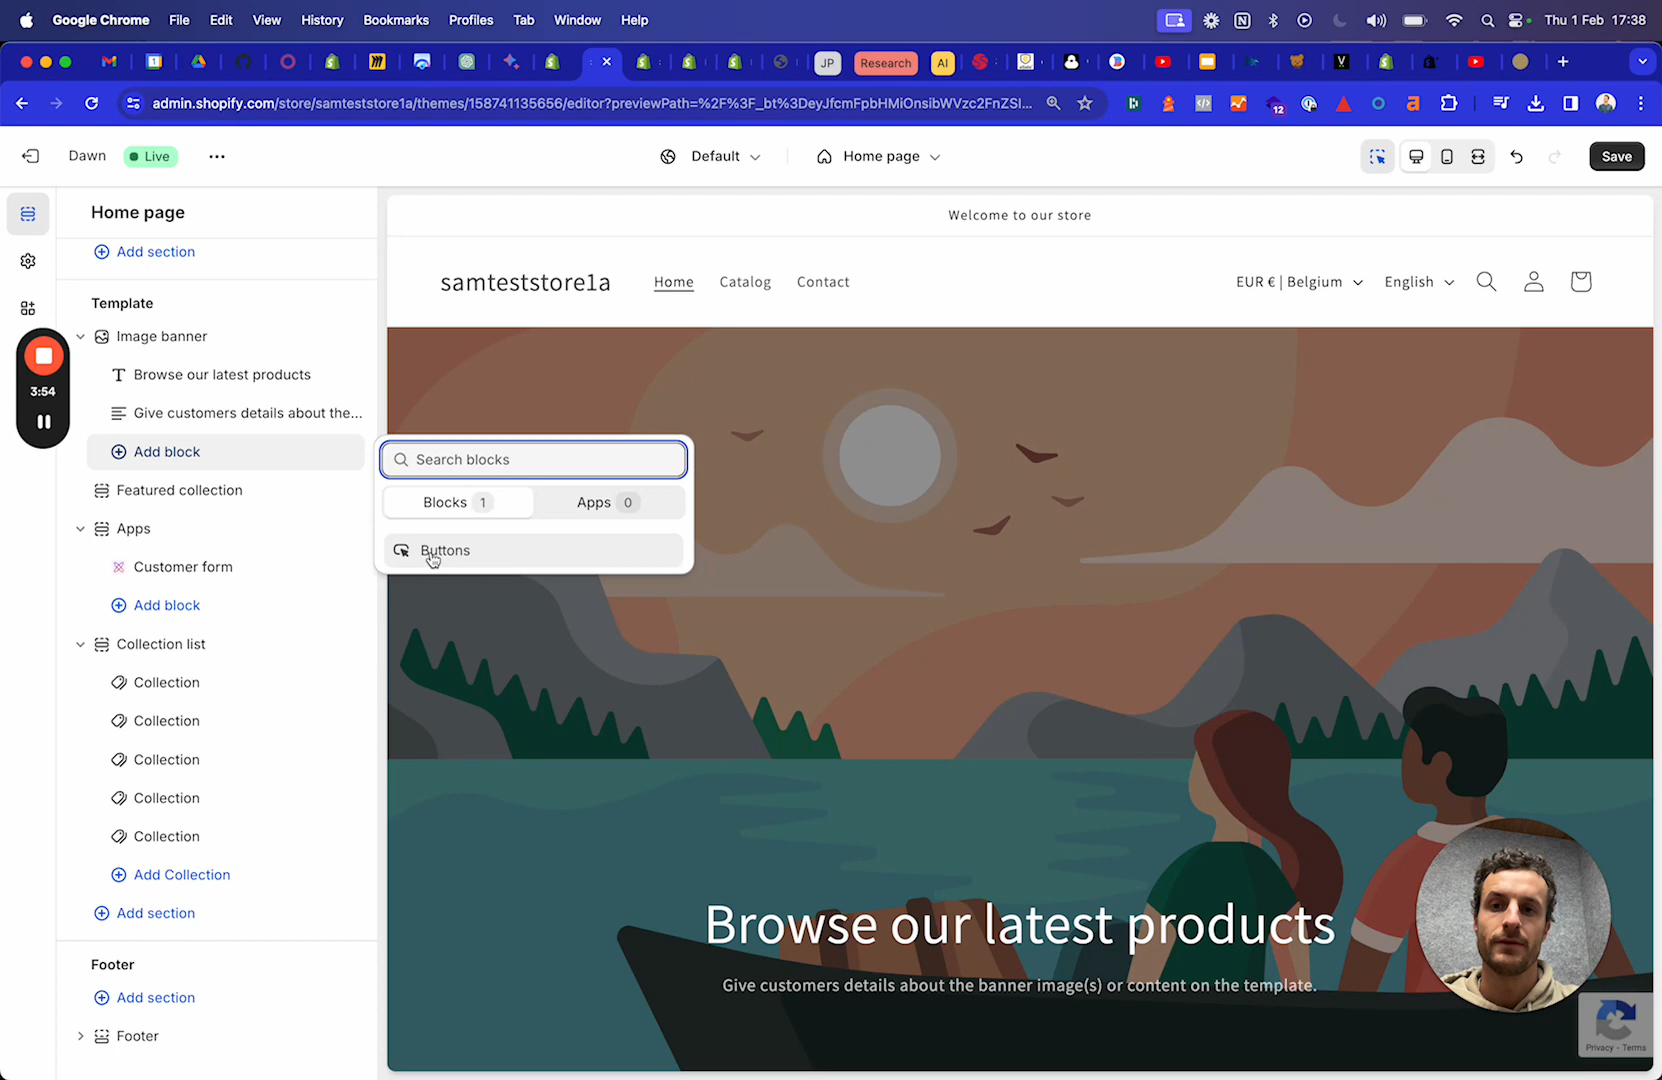 Google Chrome File Edit View History Bookmarks Profiles Tab Window Help Thu 1 Feb 17:38
JP Research AI
admin.shopify.com/store/samteststore1a/themes/158741135656/editor?previewPath=%2F%3F_bt%3DeyJfcmFpbHMiOnsibWVzc2FnZSI... 12
Dawn Live Default Home page Save
Home page
Add section
Template
Image banner
Browse our latest products
Give customers details about the...
Add block
Featured collection
Apps
Customer form
Add block
Collection list
Collection
Collection
Collection
Collection
Collection
Add Collection
Add section
Footer
Add section
Footer
3:54
Search blocks
Blocks 1 Apps 0
Buttons
Welcome to our store
samteststore1a Home Catalog Contact EUR € | Belgium English
Browse our latest products
Give customers details about the banner image(s) or content on the template.
Privacy - Terms